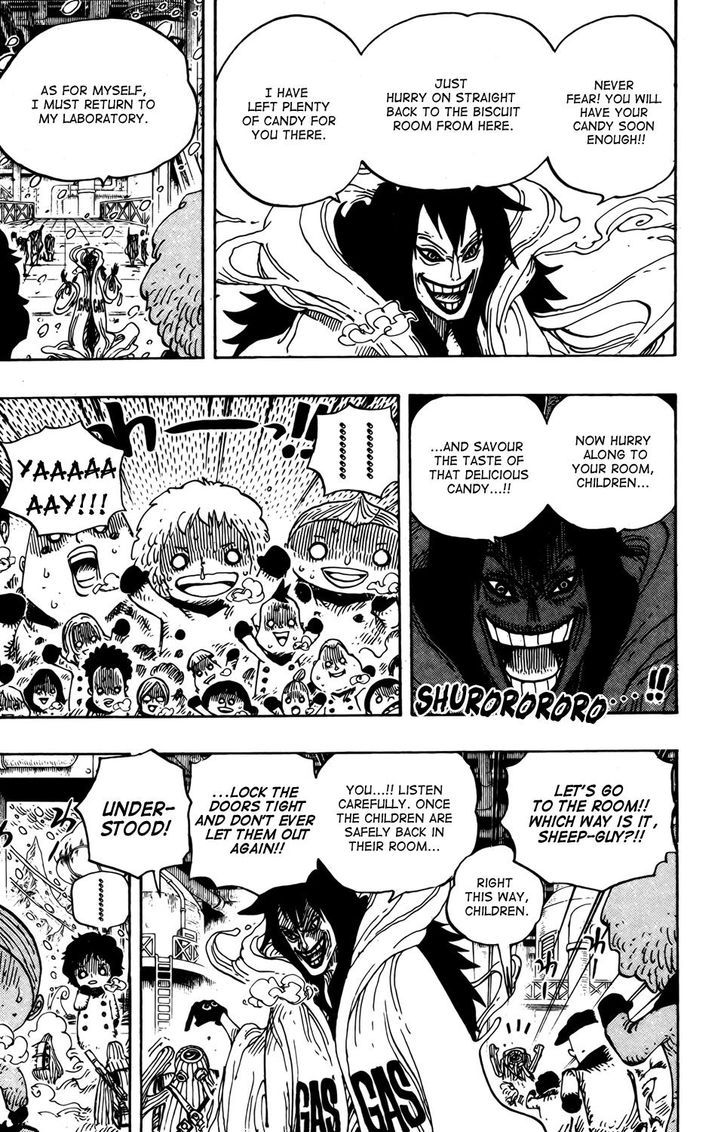 NEVER
FEAR! YOU WILL
HAVE YOUR
CANDY SOON
ENOUGH!!
JUST
HURRY ON STRAIGHT
BACK TO THE BISCUIT
ROOM FROM HERE.
I HAVE
LEFT PLENTY
OF CANDY FOR
YOU THERE.
AS FOR MYSELF,
I MUST RETURN TO
MY LABORATORY.
GAS
NOW HURRY
ALONG TO
YOUR ROOM,
CHILDREN...
...AND SAVOUR
THE TASTE OF
THAT DELICIOUS
CANDY...!!
SHURORORORO...!!
わーっ!!
YAAAAA
AAY!!!
LET'S GO
TO THE ROOM!!
WHICH WAY IS IT,
SHEEP-GUY?!!
RIGHT
THIS WAY,
CHILDREN.
YOU...!! LISTEN
CAREFULLY. ONCE
THE CHILDREN ARE
SAFELY BACK IN
THEIR ROOM...
...LOCK THE
DOORS TIGHT
AND DON'T EVER
LET THEM OUT
AGAIN!!
UNDER-
STOOD!
GAS GAS